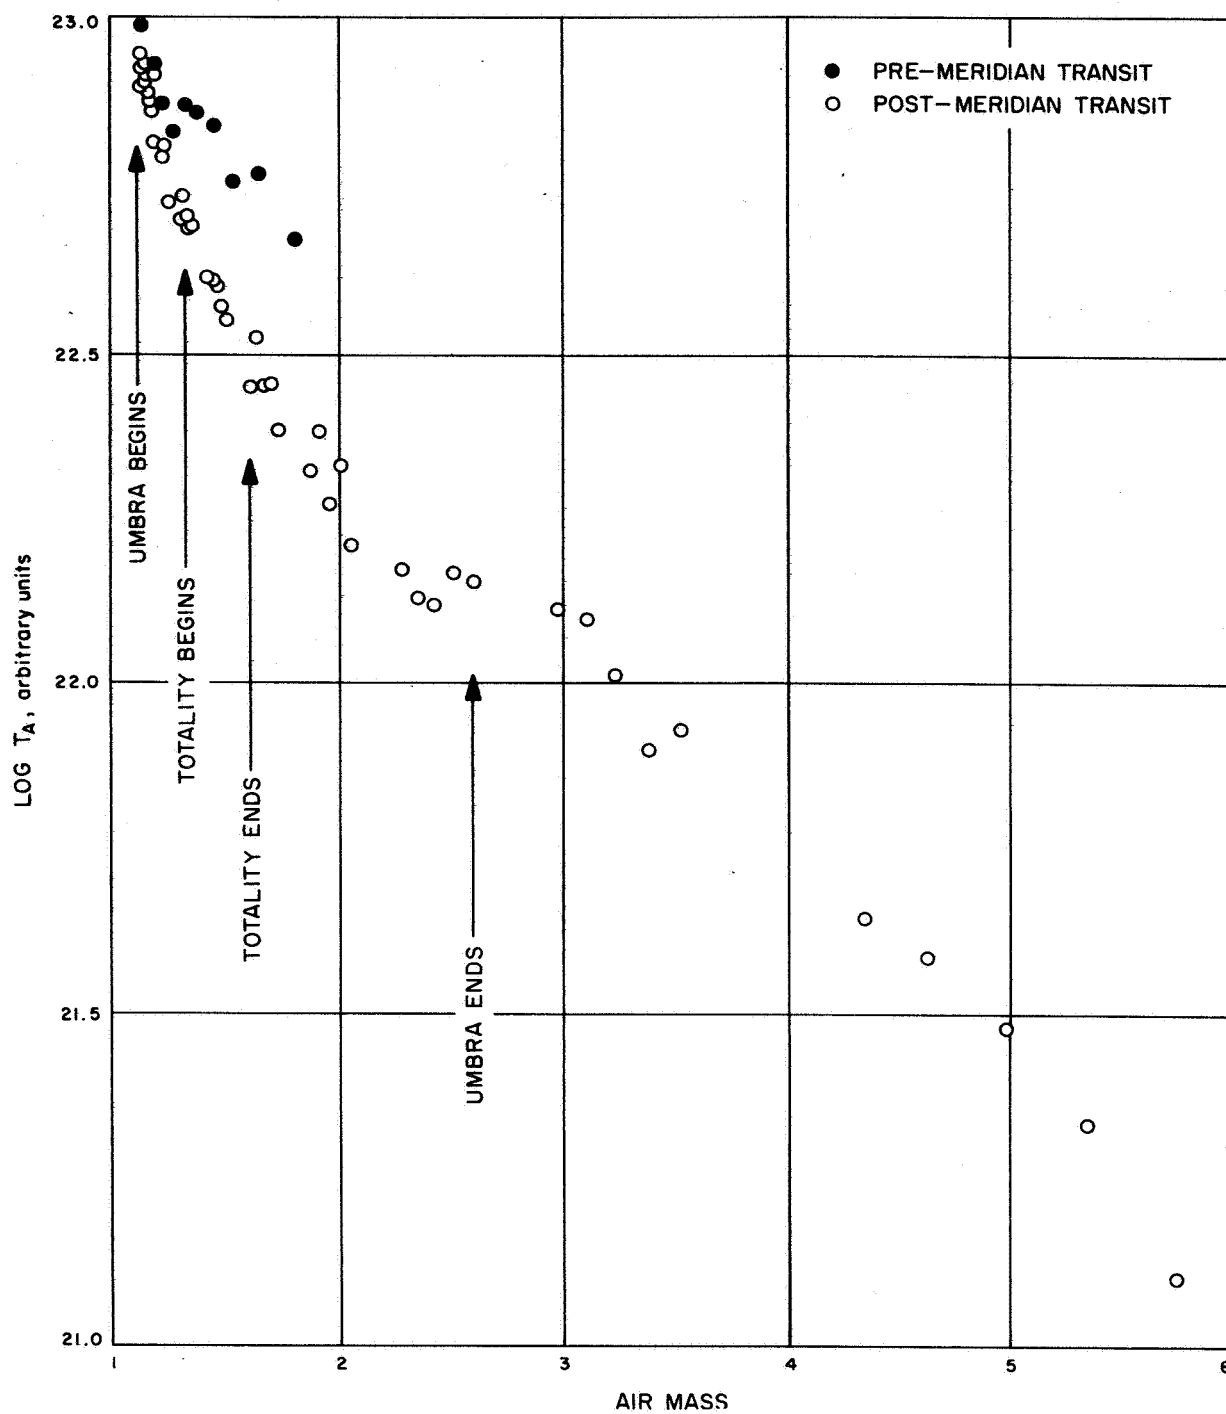 23.0
● PRE-MERIDIAN TRANSIT
○ POST-MERIDIAN TRANSIT
22.5
UMBRA BEGINS
TOTALITY BEGINS
22.0
LOG TA, arbitrary units
TOTALITY ENDS
UMBRA ENDS
21.5
21.0
1 2 3 4 5 6
AIR MASS